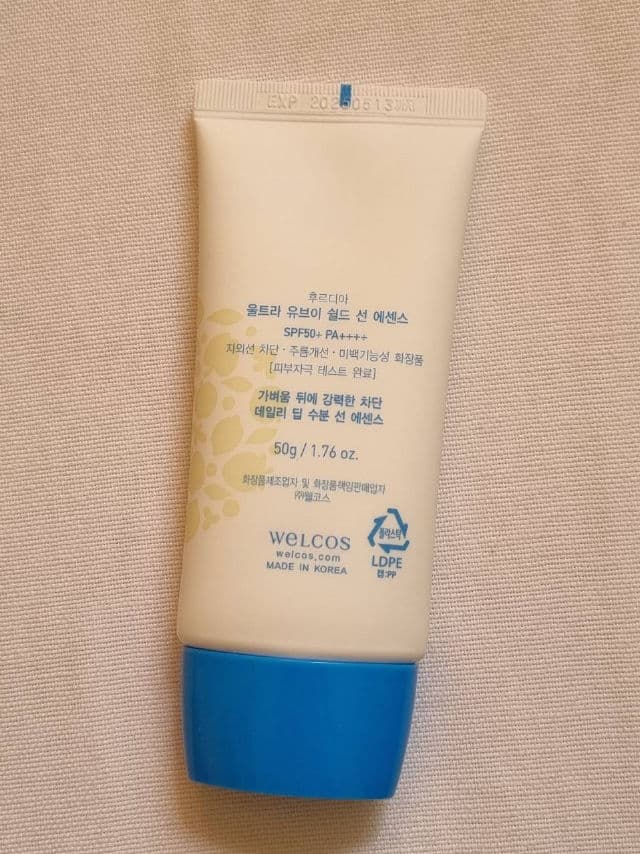 EXP
후르디아
울트라 유브이 쉴드 선 에센스
SPF50+ PA++++
자외선 차단 · 주름개선 · 미백기능성 화장품
[피부자극 테스트 완료]
가벼움 뒤에 강력한 차단
데일리 딥 수분 선 에센스
50g / 1.76 oz.
화장품제조업자 및 화장품책임판매업자
㈜웰코스
WELCOS
welcos.com
MADE IN KOREA
플라스틱
LDPE
캡:PP